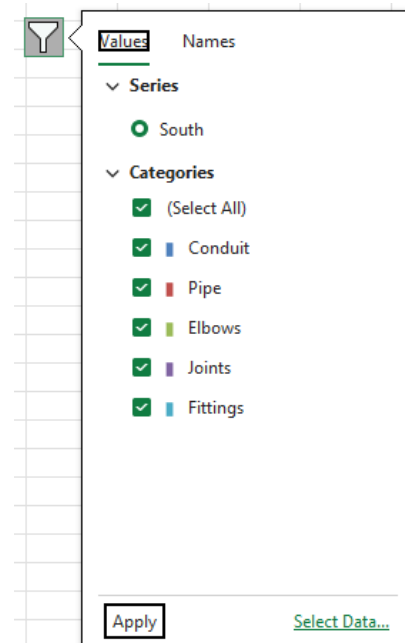 Values Names
Series
South
Categories
(Select All)
Conduit
Pipe
Elbows
Joints
Fittings
Apply Select Data...